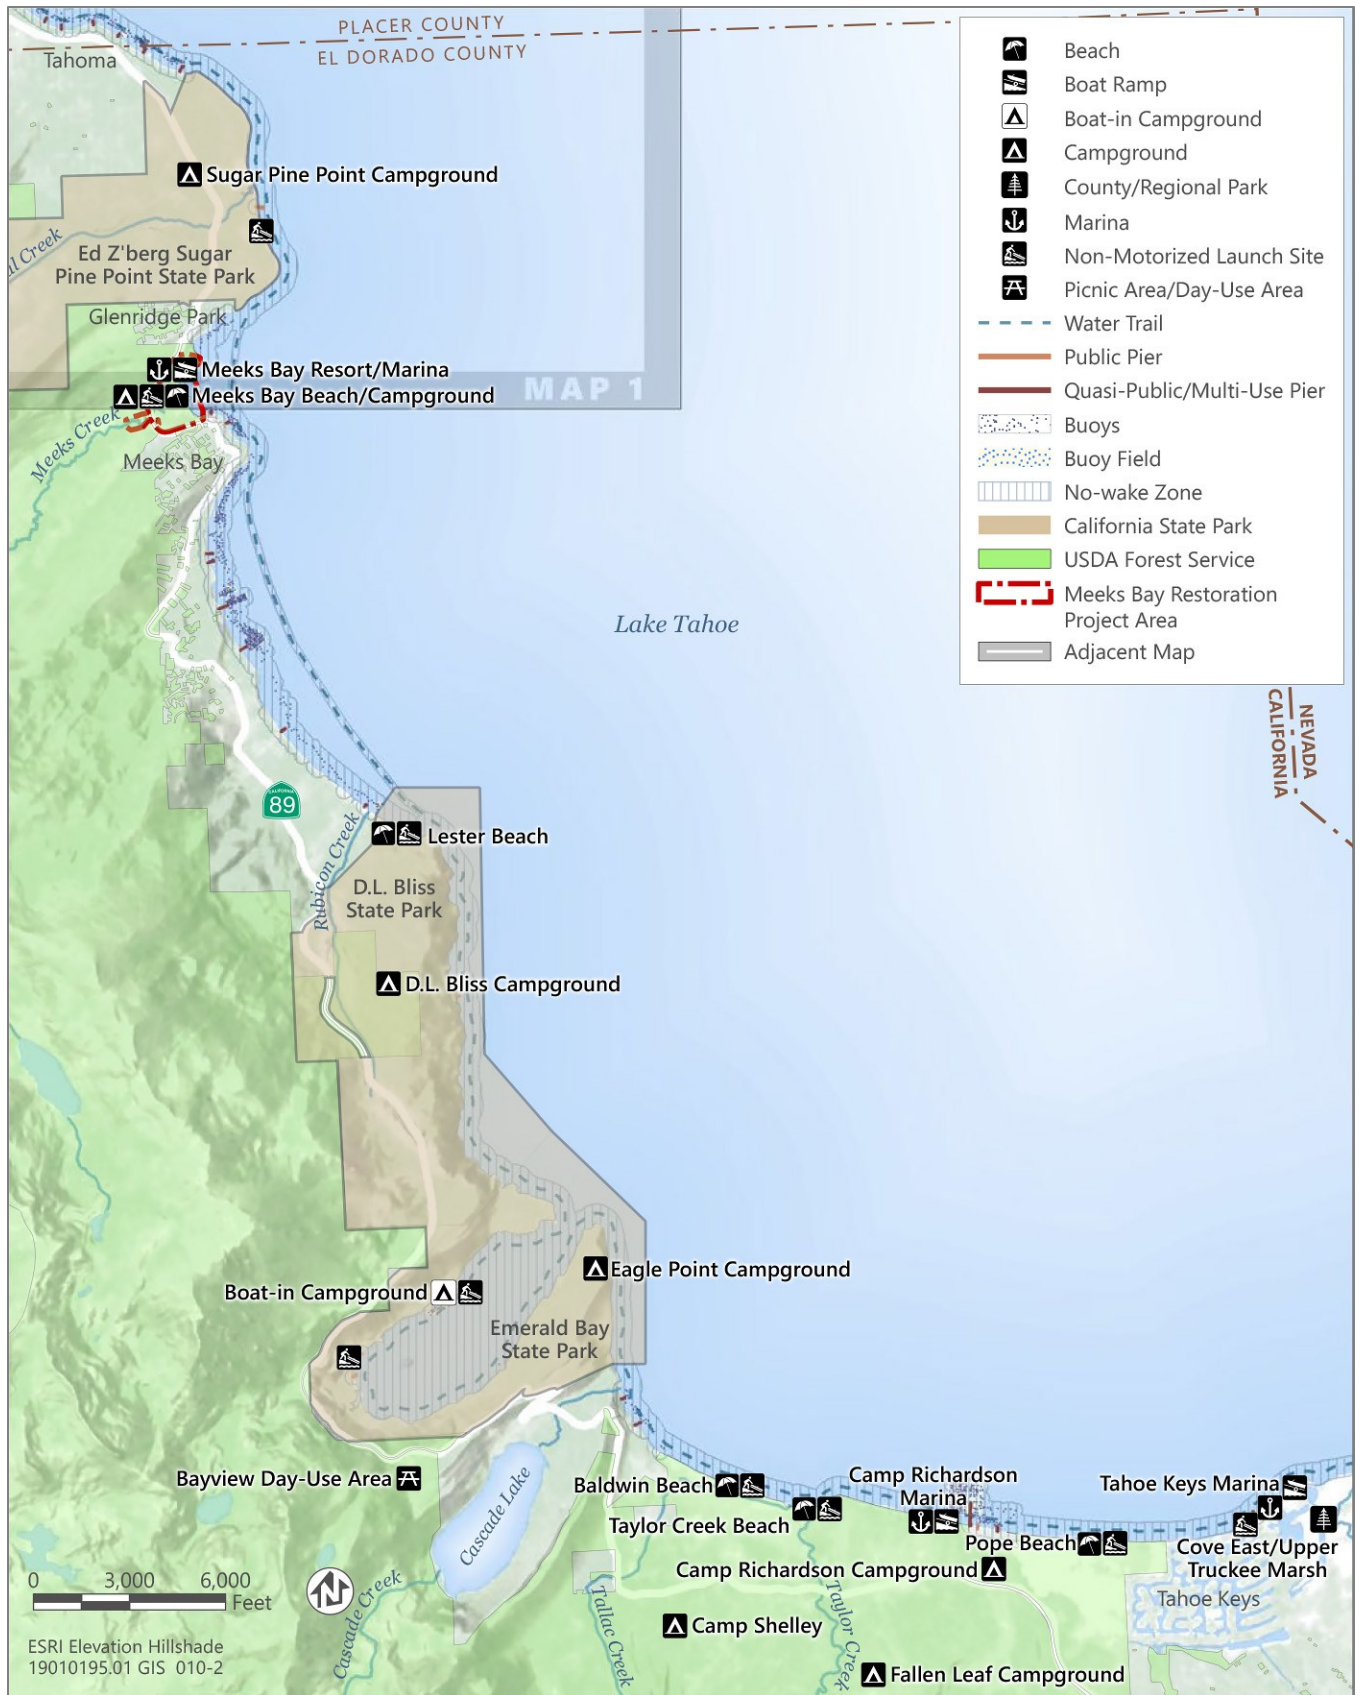 PLACER COUNTY
EL DORADO COUNTY
Tahoma
Sugar Pine Point Campground
Ed Z'berg Sugar
Pine Point State Park
Glenridge Park
Meeks Bay Resort/Marina
Meeks Bay Beach/Campground
MAP 1
Meeks Creek
Meeks Bay
Lake Tahoe
Beach
Boat Ramp
Boat-in Campground
Campground
County/Regional Park
Marina
Non-Motorized Launch Site
Picnic Area/Day-Use Area
Water Trail
Public Pier
Quasi-Public/Multi-Use Pier
Buoys
Buoy Field
No-wake Zone
California State Park
USDA Forest Service
Meeks Bay Restoration
Project Area
Adjacent Map
NEVADA
CALIFORNIA
CALIFORNIA
89
Rubicon Creek
Lester Beach
D.L. Bliss
State Park
D.L. Bliss Campground
Eagle Point Campground
Boat-in Campground
Emerald Bay
State Park
Bayview Day-Use Area
Cascade Lake
Baldwin Beach
Taylor Creek Beach
Camp Richardson
Marina
Pope Beach
Tahoe Keys Marina
Cove East/Upper
Truckee Marsh
Tahoe Keys
Camp Richardson Campground
Camp Shelley
Fallen Leaf Campground
Cascade Creek
Tallac Creek
Taylor Creek
0 3,000 6,000
Feet
N
ESRI Elevation Hillshade
19010195.01 GIS 010-2